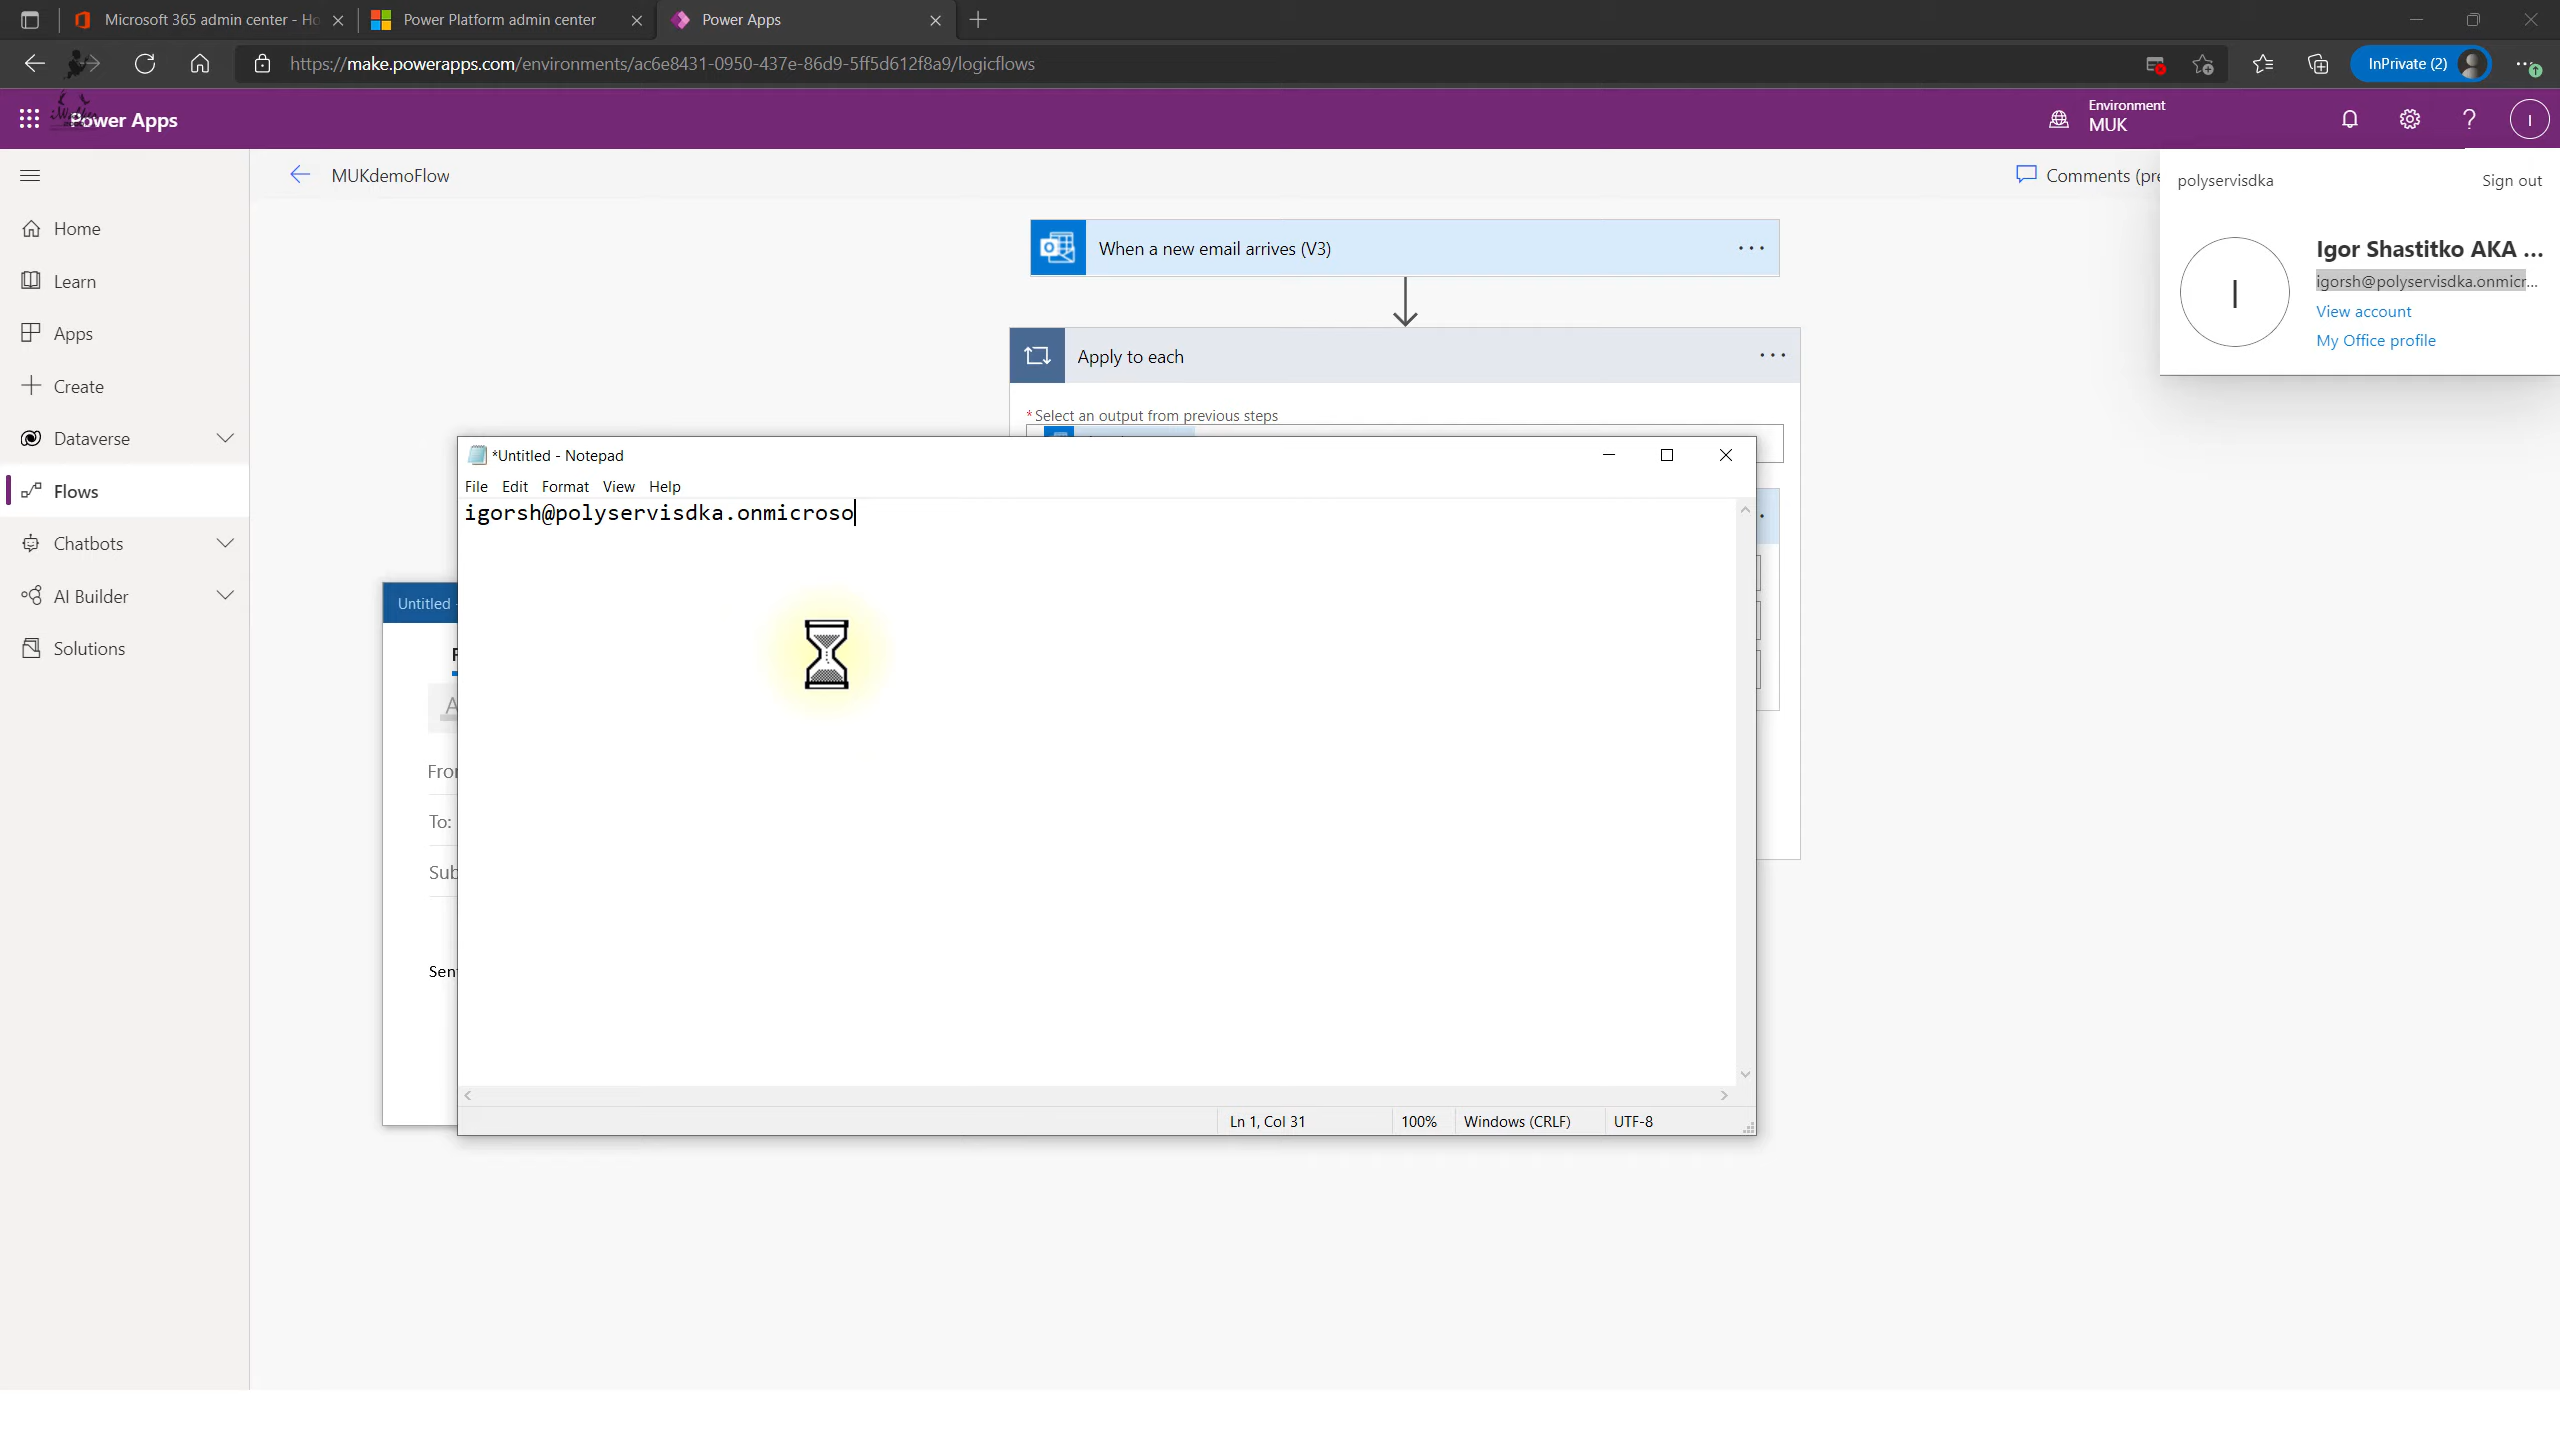 Microsoft 365 admin center - Ho
Power Platform admin center
Power Apps
https://make.powerapps.com/environments/ac6e8431-0950-437e-86d9-5ff5d612f8a9/logicflows
InPrivate (2)
Power Apps
Environment
MUK
?
I
MUKdemoFlow
Comments (pre
polyservisdka
Sign out
Igor Shastitko AKA ...
igorsh@polyservisdka.onmicr...
View account
My Office profile
I
Home
Learn
Apps
Create
Dataverse
Flows
Chatbots
AI Builder
Solutions
When a new email arrives (V3)
Apply to each
* Select an output from previous steps
*Untitled - Notepad
File Edit Format View Help
igorsh@polyservisdka.onmicroso
Untitled -
F
A
From
To:
Sub
Sent
Ln 1, Col 31
100%
Windows (CRLF)
UTF-8